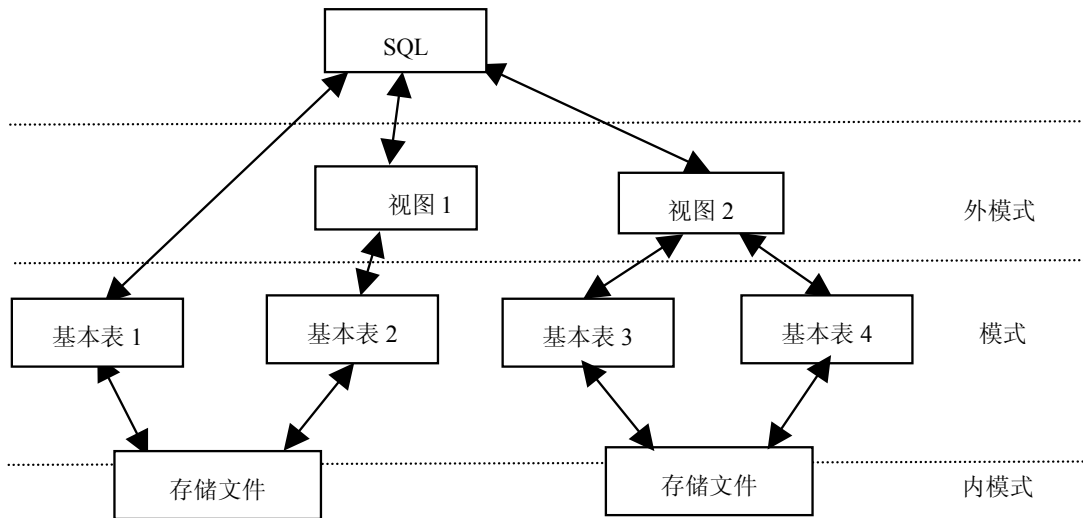 SQL
视图 1
视图 2
外模式
基本表 1
基本表 2
基本表 3
基本表 4
模式
存储文件
存储文件
内模式